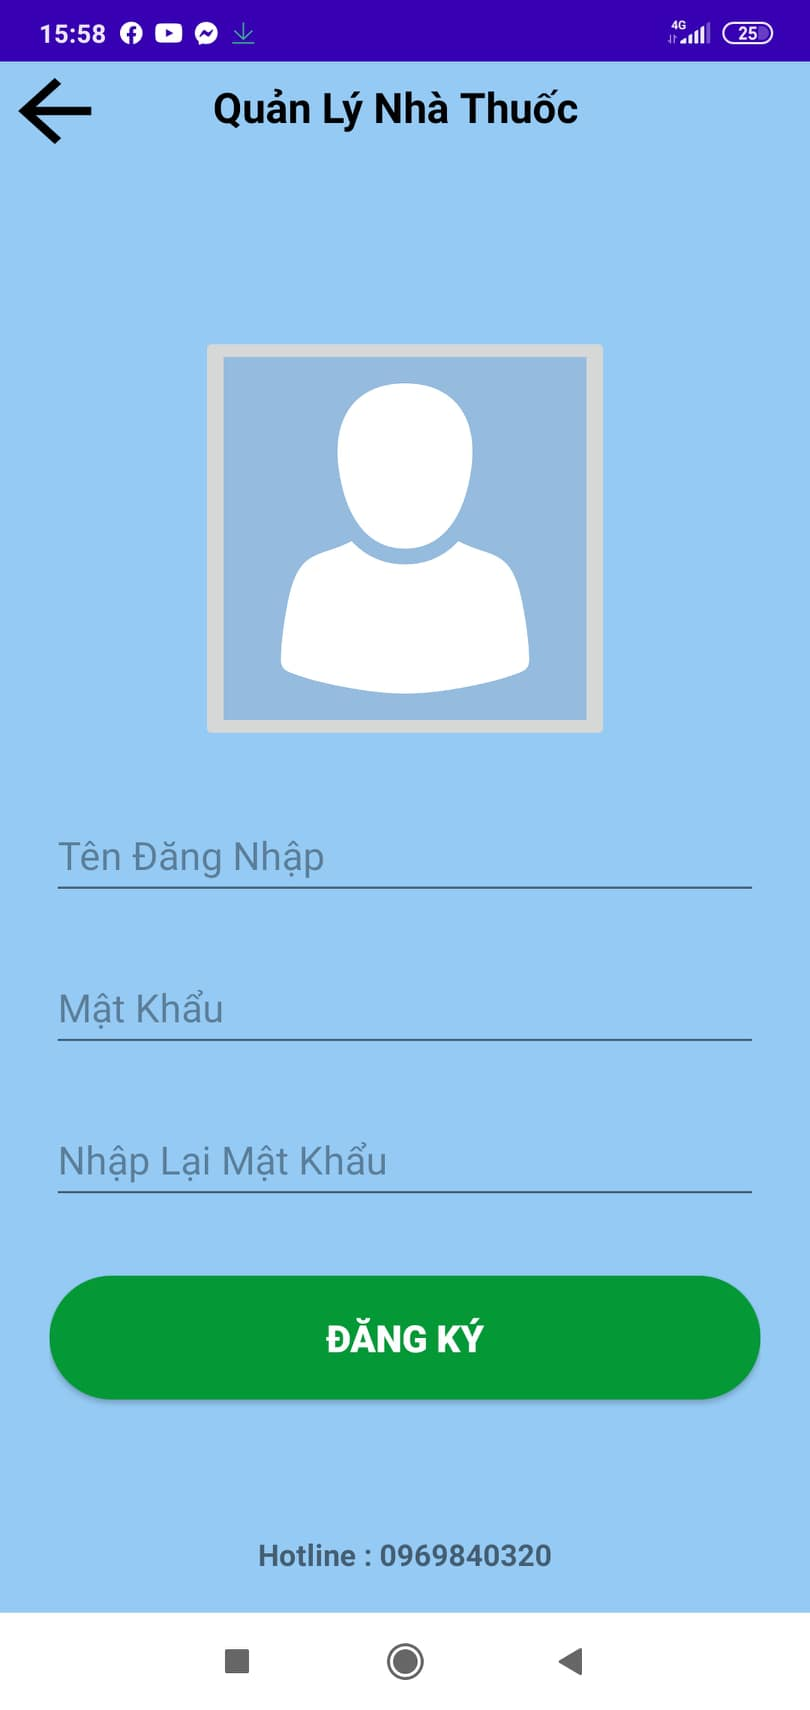 15:58
4G
25
Quản Lý Nhà Thuốc
Tên Đăng Nhập
Mật Khẩu
Nhập Lại Mật Khẩu
ĐĂNG KÝ
Hotline : 0969840320